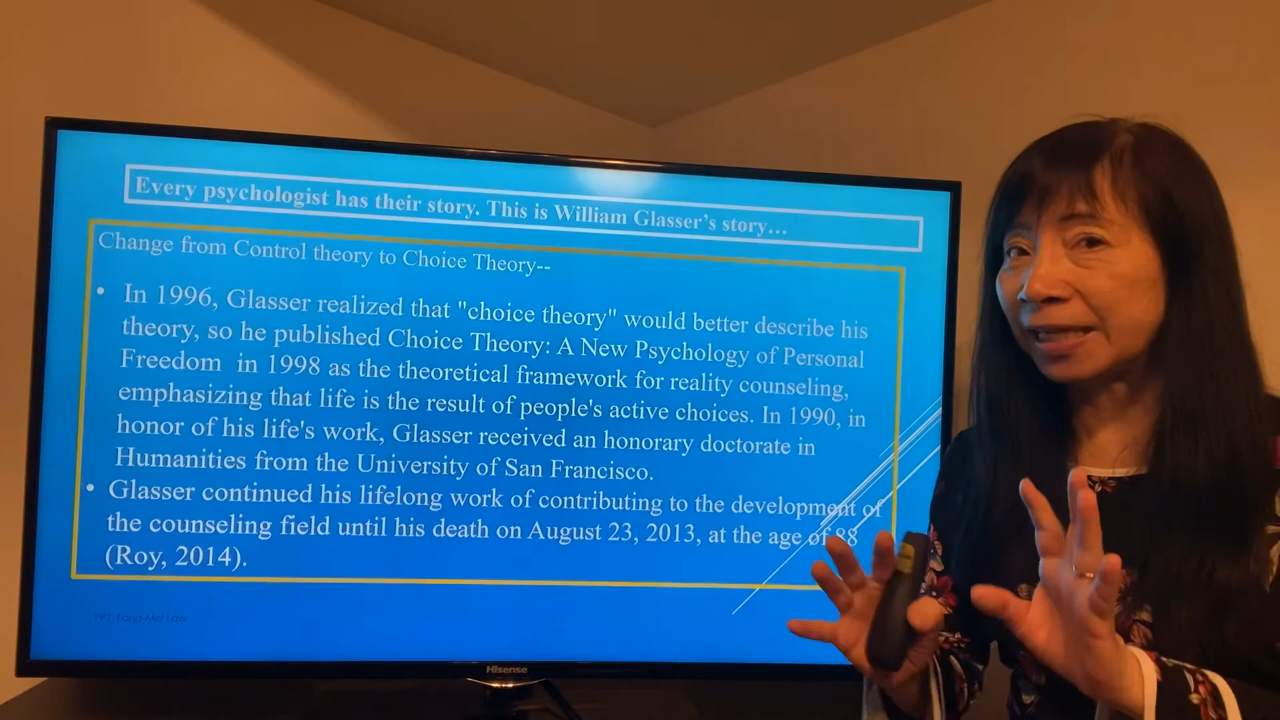 Every psychologist has their story. This is William Glasser's story…
Change from Control theory to Choice Theory--
• In 1996, Glasser realized that "choice theory" would better describe his
theory, so he published Choice Theory: A New Psychology of Personal
Freedom in 1998 as the theoretical framework for reality counseling,
emphasizing that life is the result of people's active choices. In 1990, in
honor of his life's work, Glasser received an honorary doctorate in
Humanities from the University of San Francisco.
• Glasser continued his lifelong work of contributing to the development of
the counseling field until his death on August 23, 2013, at the age of 88
(Roy, 2014).
Fang-Mei Law
Hisense